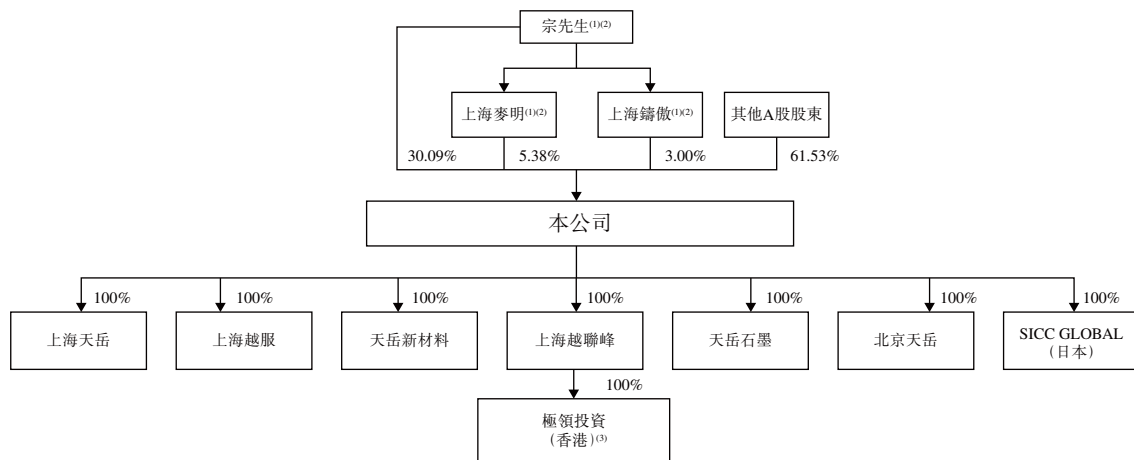 宗先生(1)(2)
上海麥明(1)(2)
上海鑄傲(1)(2)
其他A股股東
30.09%
5.38%
3.00%
61.53%
本公司
100%
100%
100%
100%
100%
100%
100%
上海天岳
上海越服
天岳新材料
上海越聯峰
天岳石墨
北京天岳
SICC GLOBAL
(日本)
100%
極領投資
(香港)(3)